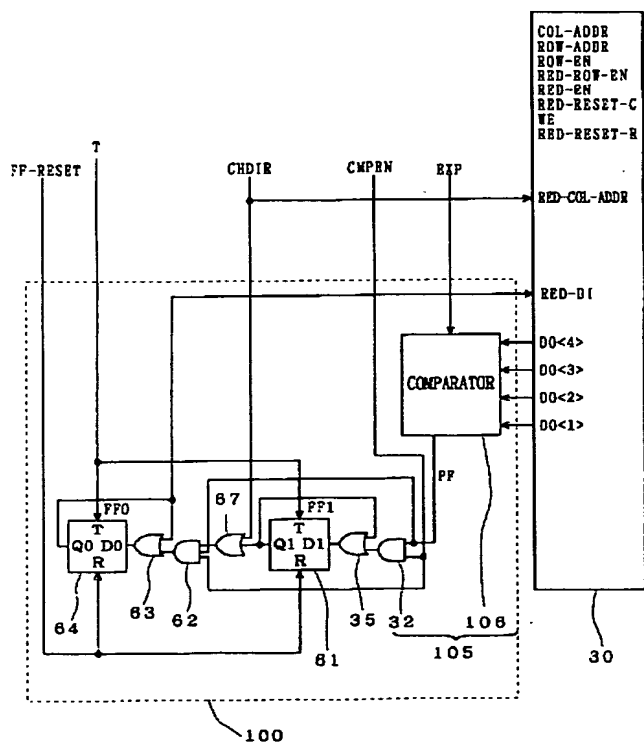 COL-ADDR
ROW-ADDR
ROW-EN
RED-ROW-EN
RED-EN
RED-RESET-C
WE
RED-RESET-R
T
FF-RESET
CHDIR
CMPEN
EXP
RED-COL-ADDR
RED-DI
DO<4>
COMPARATOR
DO<3>
DO<2>
DO<1>
PF
67
FF0
FF1
T
Q0 D0
R
T
Q1 D1
R
64
63
62
61
35
32
106
105
30
100